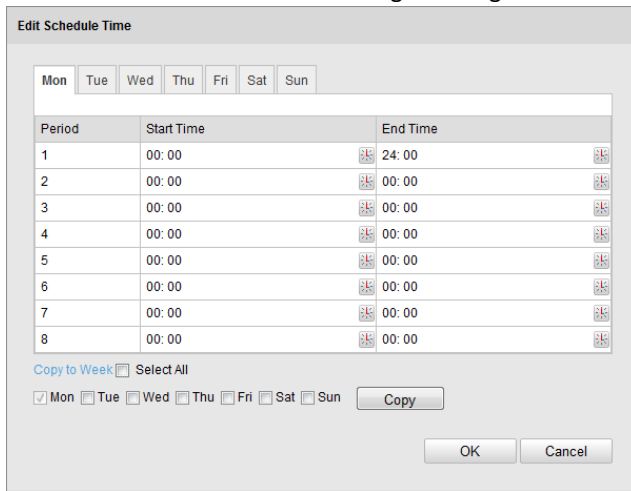 Edit Schedule Time
Mon Tue Wed Thu Fri Sat Sun
Period Start Time End Time
1 00: 00 24: 00
2 00: 00 00: 00
3 00: 00 00: 00
4 00: 00 00: 00
5 00: 00 00: 00
6 00: 00 00: 00
7 00: 00 00: 00
8 00: 00 00: 00
Copy to Week Select All
Mon Tue Wed Thu Fri Sat Sun Copy
OK Cancel